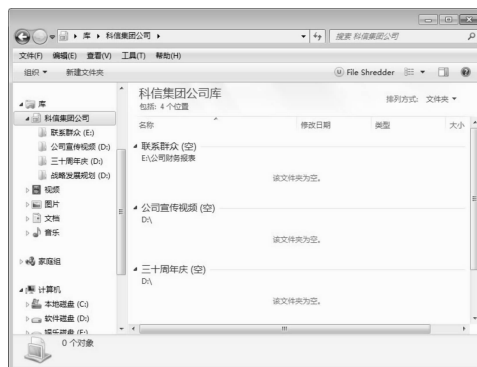 库 科信集团公司
搜索 科信集团公司
文件(F) 编辑(E) 查看(V) 工具(T) 帮助(H)
组织 新建文件夹 File Shredder
库
科信集团公司
联系群众 (E:)
公司宣传视频 (D:)
三十周年庆 (D:)
战略发展规划 (D:)
视频
图片
文档
音乐
家庭组
计算机
本地磁盘 (C:)
软件磁盘 (D:)
娱乐磁盘 (E:)
科信集团公司库
包括: 4 个位置
排列方式: 文件夹
名称 修改日期 类型 大小
联系群众 (空)
E:\公司财务报表
该文件夹为空。
公司宣传视频 (空)
D:\
该文件夹为空。
三十周年庆 (空)
D:\
该文件夹为空。
0 个对象